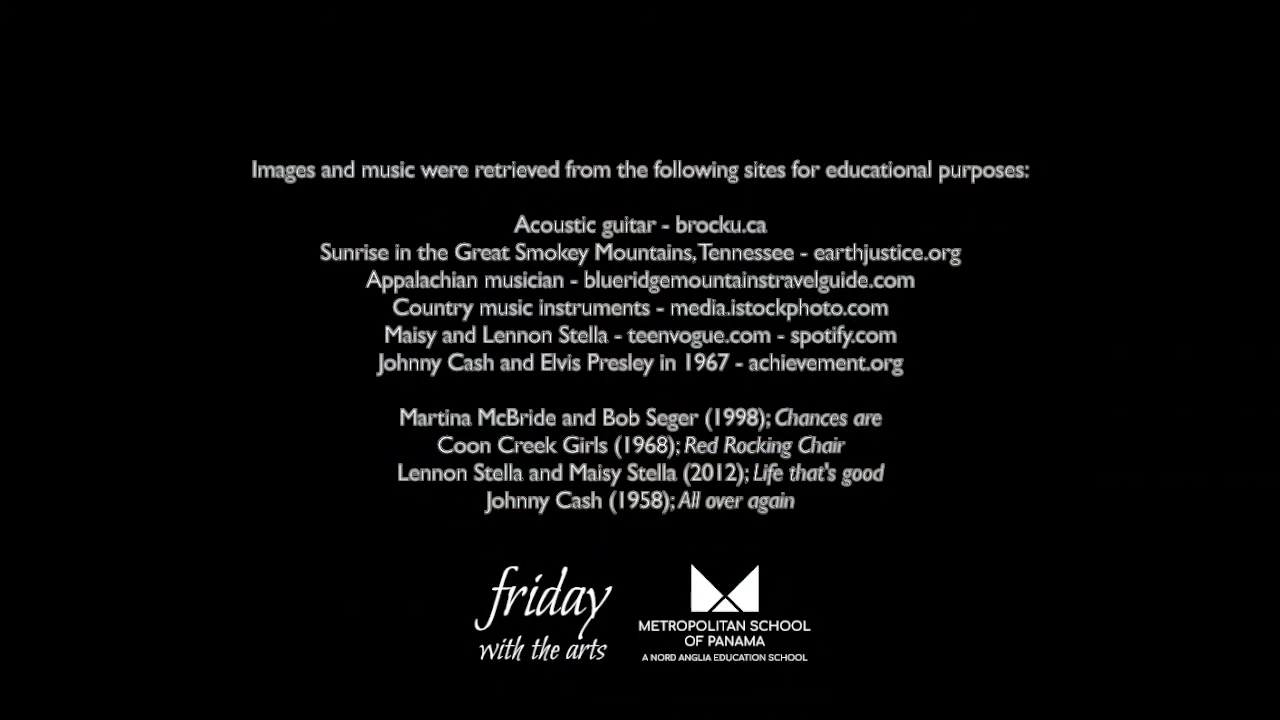 Images and music were retrieved from the following sites for educational purposes:
Acoustic guitar - brocku.ca
Sunrise in the Great Smokey Mountains, Tennessee - earthjustice.org
Appalachian musician - blueridgemountainstravelguide.com
Country music instruments - media.istockphoto.com
Maisy and Lennon Stella - teenvogue.com - spotify.com
Johnny Cash and Elvis Presley in 1967 - achievement.org
Martina McBride and Bob Seger (1998); Chances are
Coon Creek Girls (1968); Red Rocking Chair
Lennon Stella and Maisy Stella (2012); Life that's good
Johnny Cash (1958); All over again
friday
with the arts
METROPOLITAN SCHOOL
OF PANAMA
A NORD ANGLIA EDUCATION SCHOOL